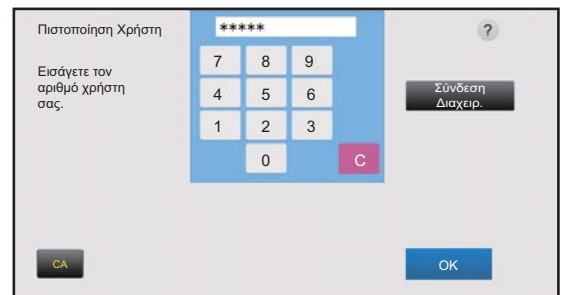 Πιστοποίηση Χρήστη
*****
?
Εισάγετε τον
αριθμό χρήστη
σας.
7 8 9
4 5 6
1 2 3
0 C
Σύνδεση
Διαχειρ.
CA
OK